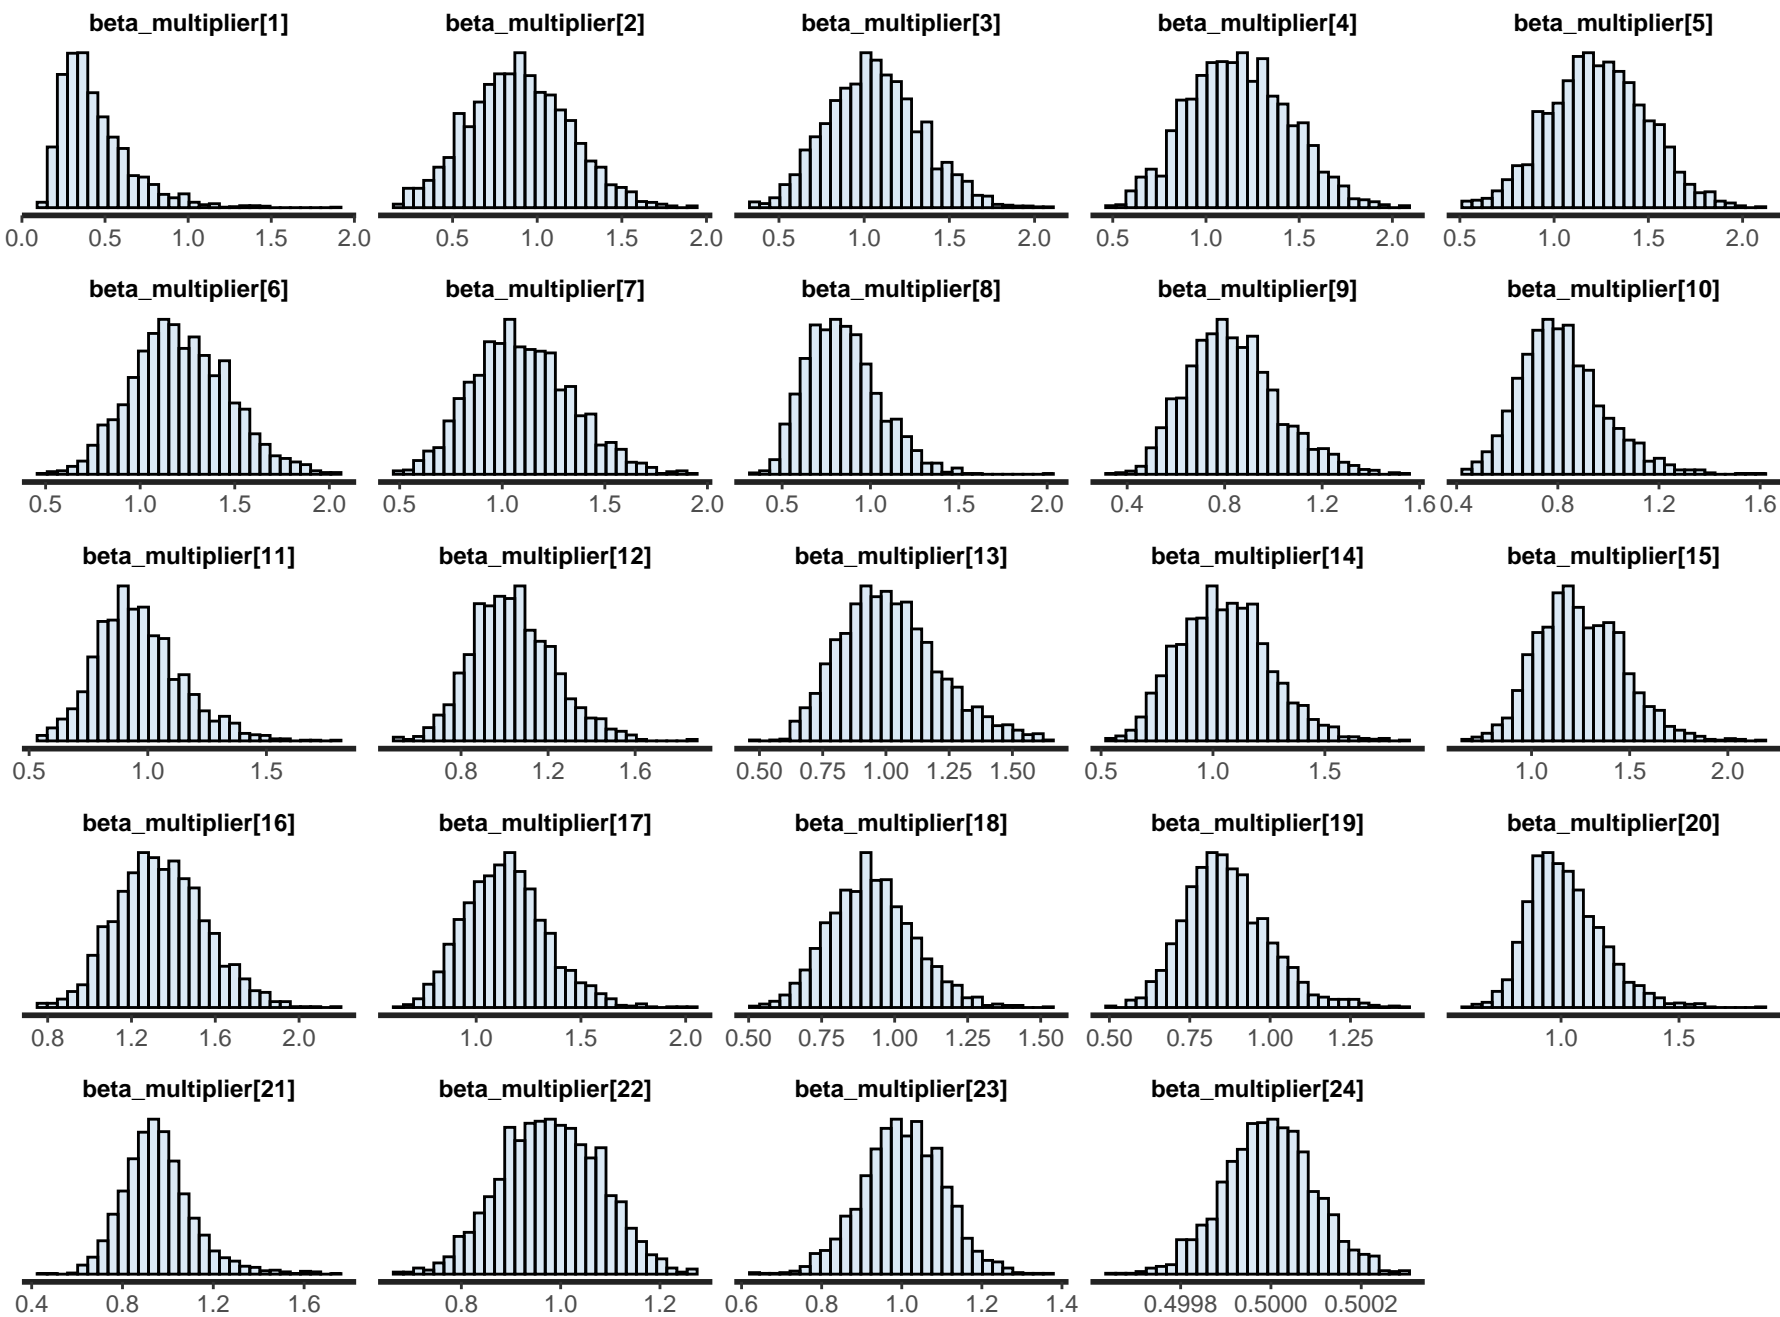 beta_multiplier[1] beta_multiplier[2] beta_multiplier[3] beta_multiplier[4] beta_multiplier[5]
0.0 0.5 1.0 1.5 2.0 0.5 1.0 1.5 2.0 0.5 1.0 1.5 2.0 0.5 1.0 1.5 2.0 0.5 1.0 1.5 2.0
beta_multiplier[6] beta_multiplier[7] beta_multiplier[8] beta_multiplier[9] beta_multiplier[10]
0.5 1.0 1.5 2.0 0.5 1.0 1.5 2.0 0.5 1.0 1.5 2.0 0.4 0.8 1.2 1.6 0.4 0.8 1.2 1.6
beta_multiplier[11] beta_multiplier[12] beta_multiplier[13] beta_multiplier[14] beta_multiplier[15]
0.5 1.0 1.5 0.8 1.2 1.6 0.50 0.75 1.00 1.25 1.50 0.5 1.0 1.5 1.0 1.5 2.0
beta_multiplier[16] beta_multiplier[17] beta_multiplier[18] beta_multiplier[19] beta_multiplier[20]
0.8 1.2 1.6 2.0 1.0 1.5 2.0 0.50 0.75 1.00 1.25 1.50 0.50 0.75 1.00 1.25 1.0 1.5
beta_multiplier[21] beta_multiplier[22] beta_multiplier[23] beta_multiplier[24]
0.4 0.8 1.2 1.6 0.8 1.0 1.2 0.6 0.8 1.0 1.2 1.4 0.4998 0.5000 0.5002